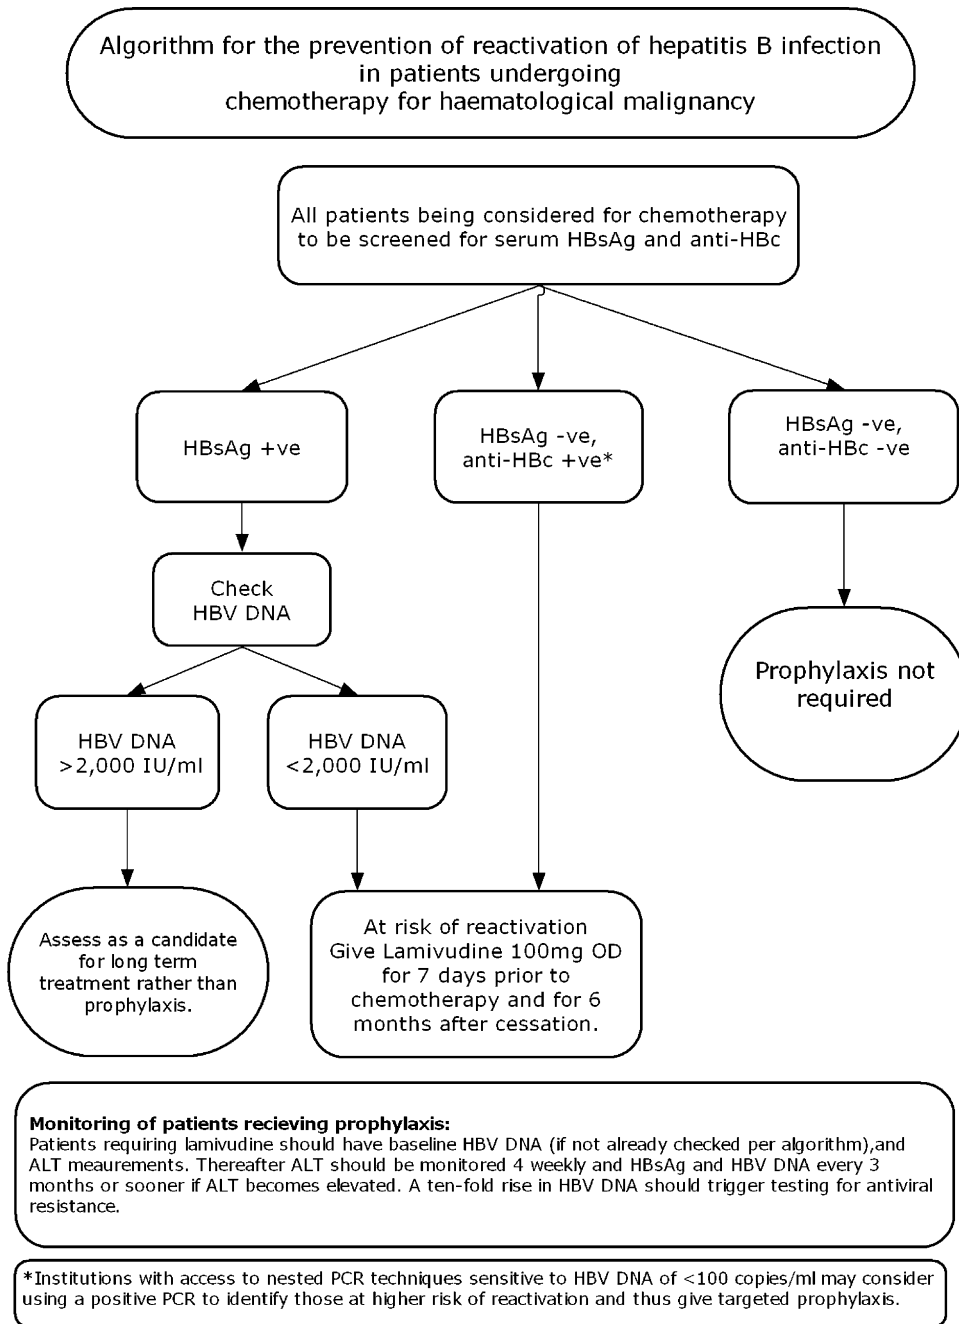 Algorithm for the prevention of reactivation of hepatitis B infection
in patients undergoing
chemotherapy for haematological malignancy
All patients being considered for chemotherapy
to be screened for serum HBsAg and anti-HBc
HBsAg +ve
HBsAg -ve,
anti-HBc +ve*
HBsAg -ve,
anti-HBc -ve
Check
HBV DNA
Prophylaxis not
required
HBV DNA
>2,000 IU/ml
HBV DNA
<2,000 IU/ml
Assess as a candidate
for long term
treatment rather than
prophylaxis.
At risk of reactivation
Give Lamivudine 100mg OD
for 7 days prior to
chemotherapy and for 6
months after cessation.
Monitoring of patients recieving prophylaxis:
Patients requiring lamivudine should have baseline HBV DNA (if not already checked per algorithm),and
ALT meaurements. Thereafter ALT should be monitored 4 weekly and HBsAg and HBV DNA every 3
months or sooner if ALT becomes elevated. A ten-fold rise in HBV DNA should trigger testing for antiviral
resistance.
*Institutions with access to nested PCR techniques sensitive to HBV DNA of <100 copies/ml may consider
using a positive PCR to identify those at higher risk of reactivation and thus give targeted prophylaxis.